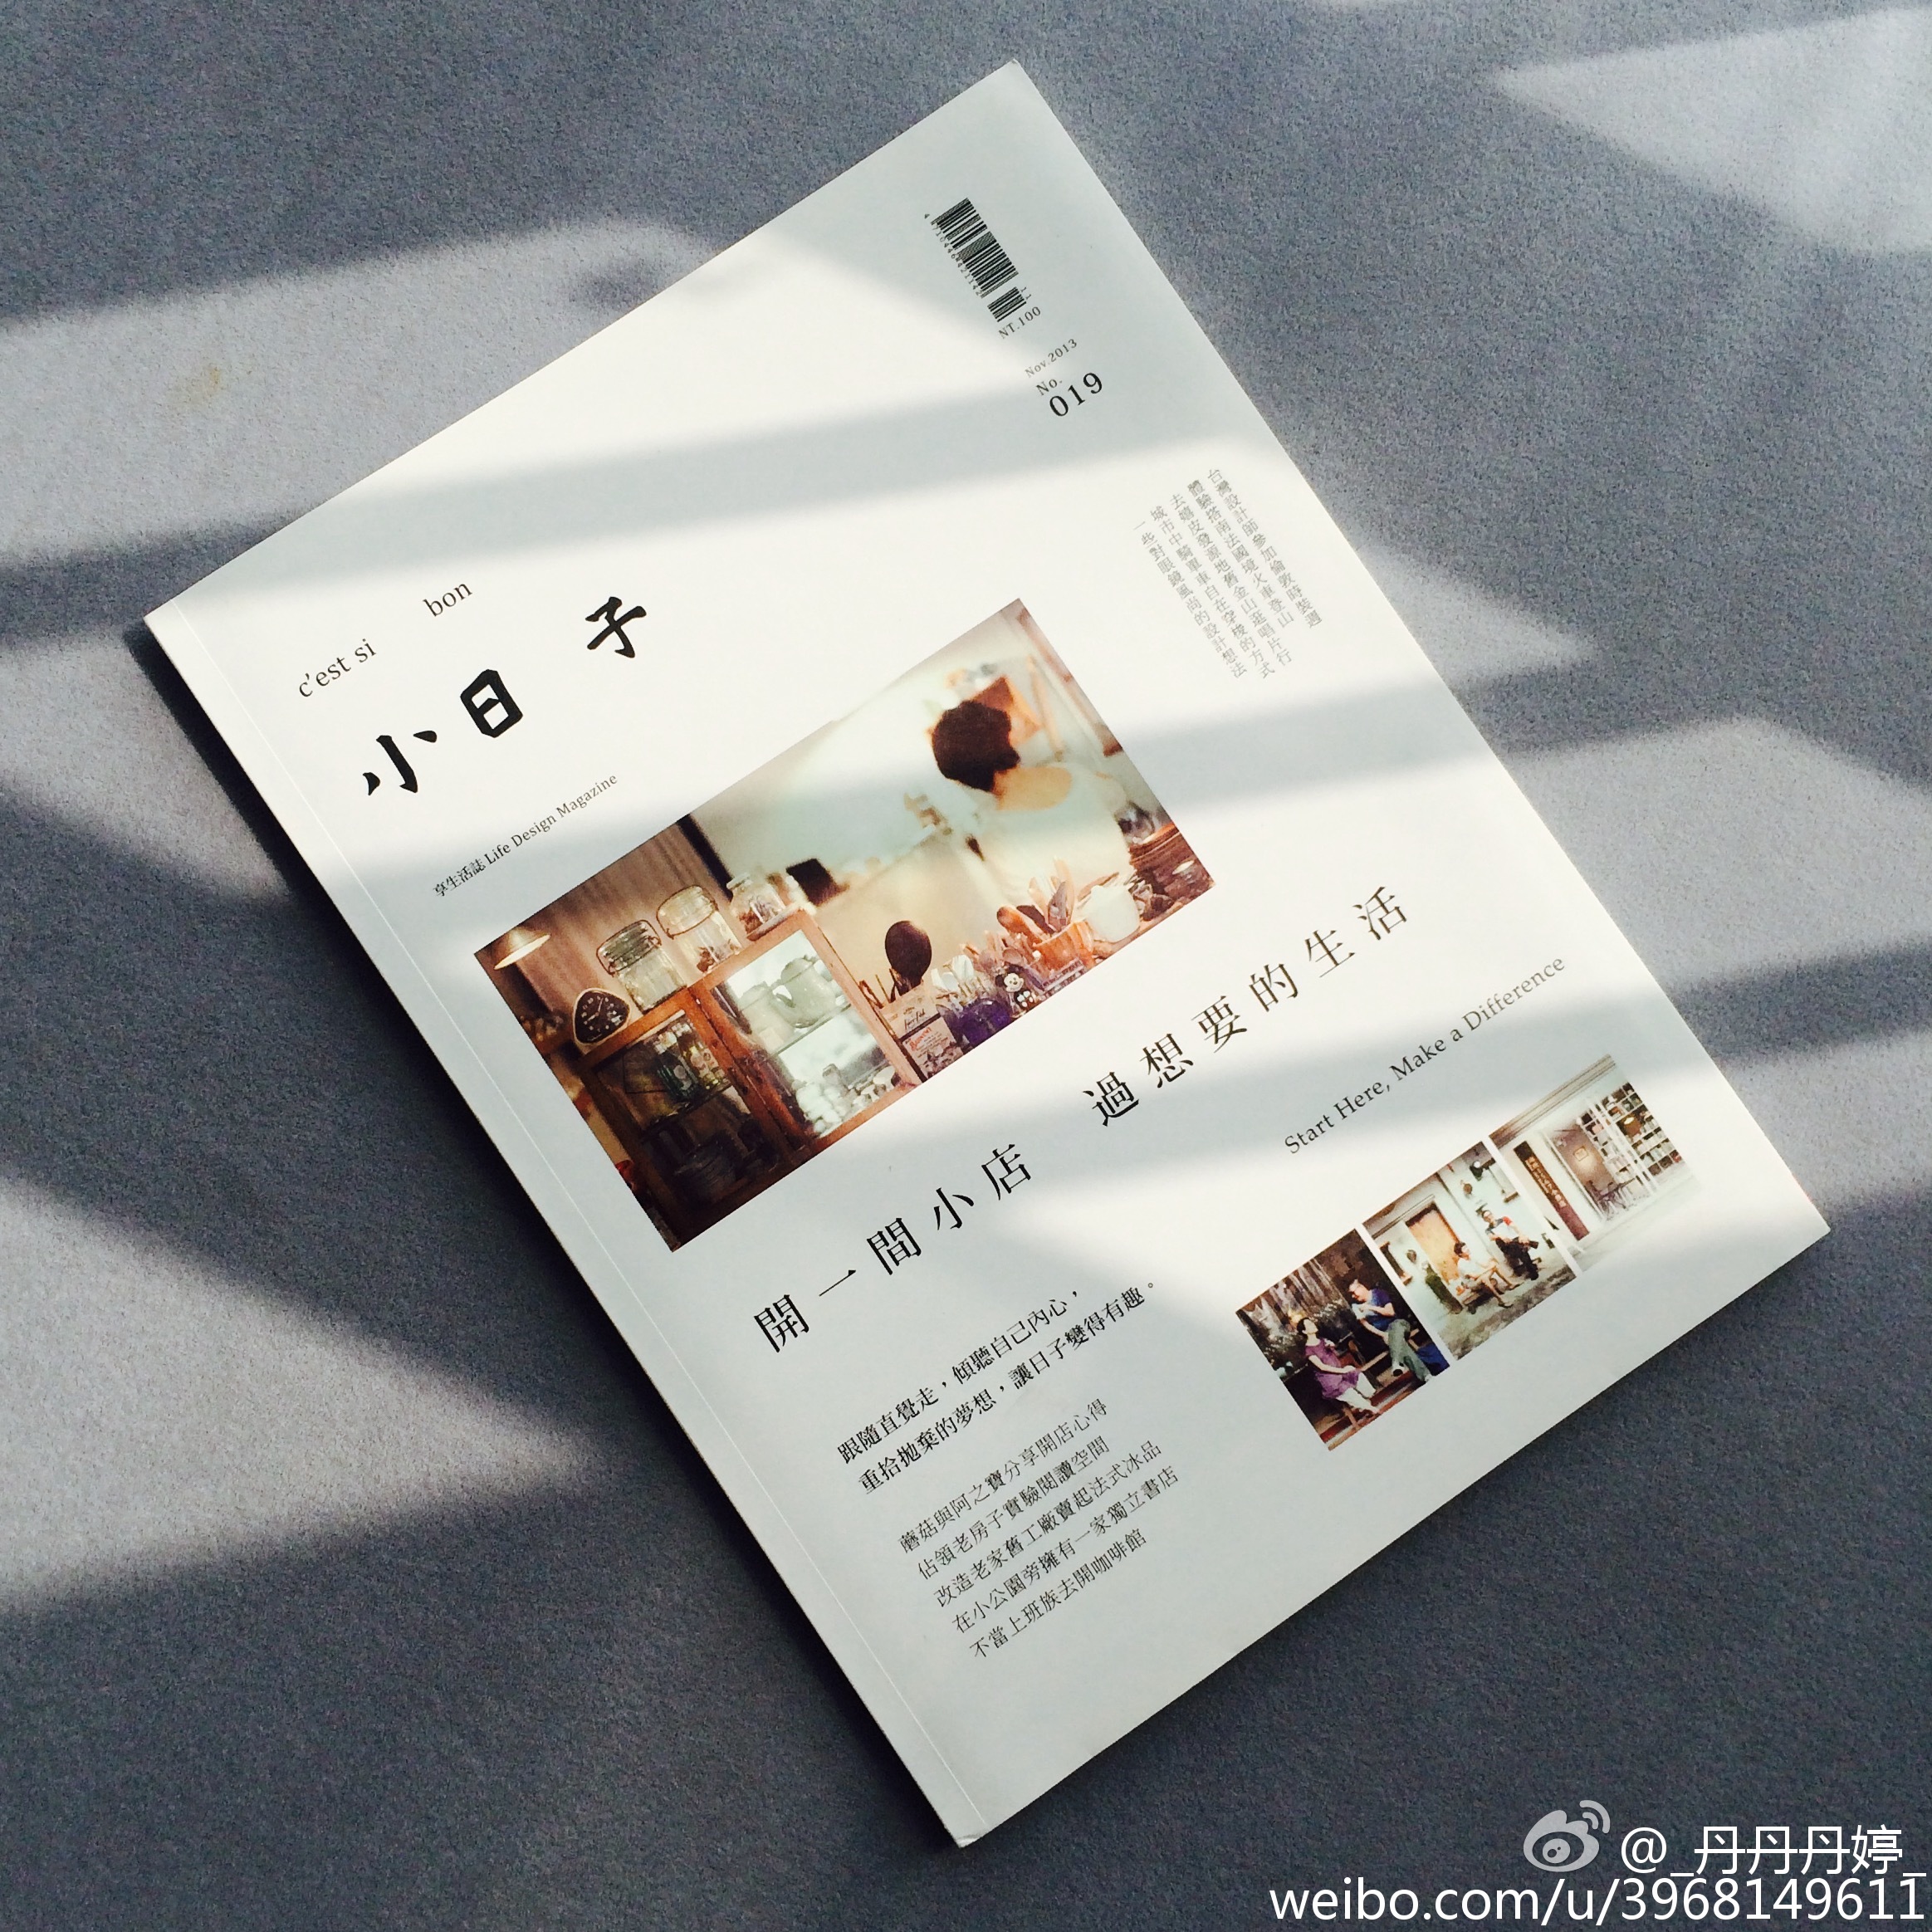 NT.100
Nov.2013
No.
019
台灣設計師參加倫敦時裝週
體驗搭南法國境火車登山
去嬉皮發源地舊金山逛唱片行
城市中騎單車自在穿梭的方式
一些對眼鏡風尚的設計想法
c'est si bon
小日子
享生活誌 Life Design Magazine
開一間小店 過想要的生活
Start Here, Make a Difference
跟隨直覺走，傾聽自己內心，
重拾拋棄的夢想，讓日子變得有趣。
蘑菇與阿之寶分享開店心得
佔領老房子實驗閱讀空間
改造老家舊工廠賣起法式冰品
在小公園旁擁有一家獨立書店
不當上班族去開咖啡館
@_丹丹丹婷_
weibo.com/u/3968149611